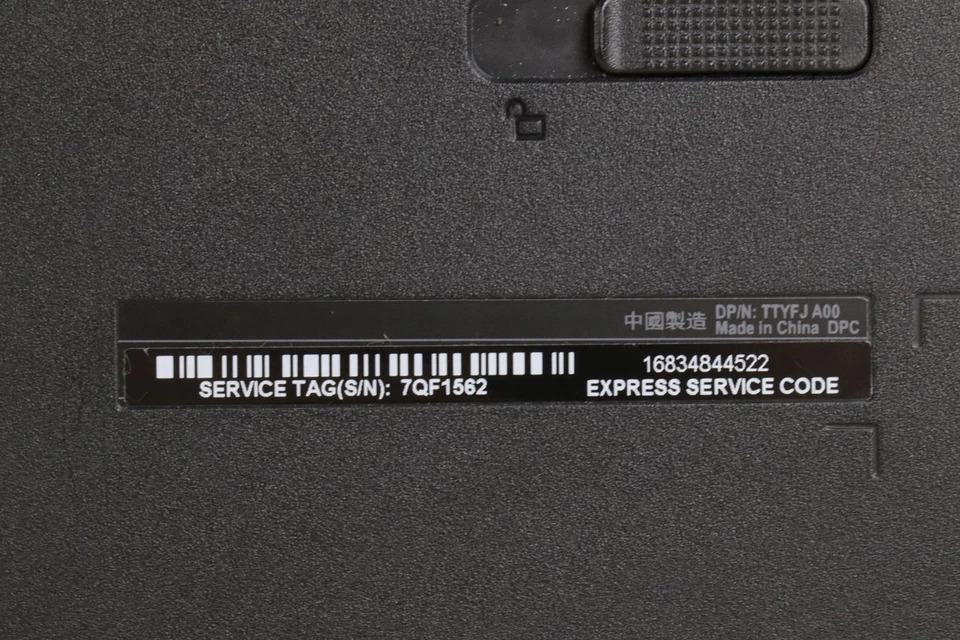 中國製造 DP/N: TTYFJ A00
Made in China DPC
SERVICE TAG(S/N): 7QF1562
16834844522
EXPRESS SERVICE CODE